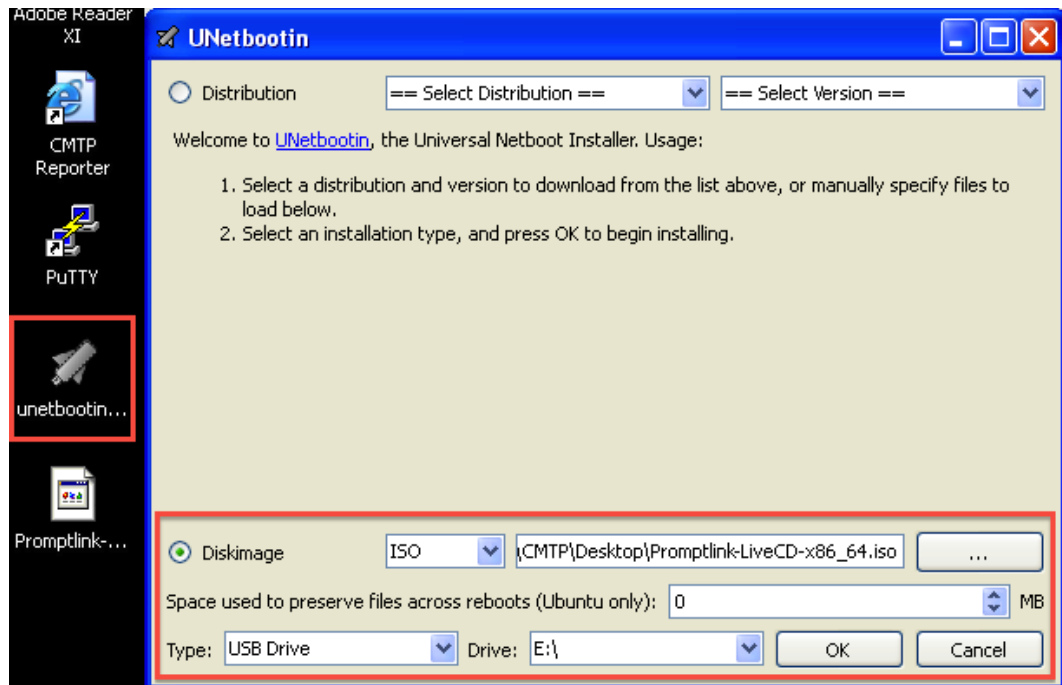 Adobe Reader
XI
CMTP
Reporter
PuTTY
unetbootin...
Promptlink-...
UNetbootin
Distribution
== Select Distribution ==
== Select Version ==
Welcome to UNetbootin, the Universal Netboot Installer. Usage:
1. Select a distribution and version to download from the list above, or manually specify files to
load below.
2. Select an installation type, and press OK to begin installing.
Diskimage
ISO
\CMTP\Desktop\Promptlink-LiveCD-x86_64.iso
...
Space used to preserve files across reboots (Ubuntu only):
0
MB
Type:
USB Drive
Drive:
E:\
OK
Cancel